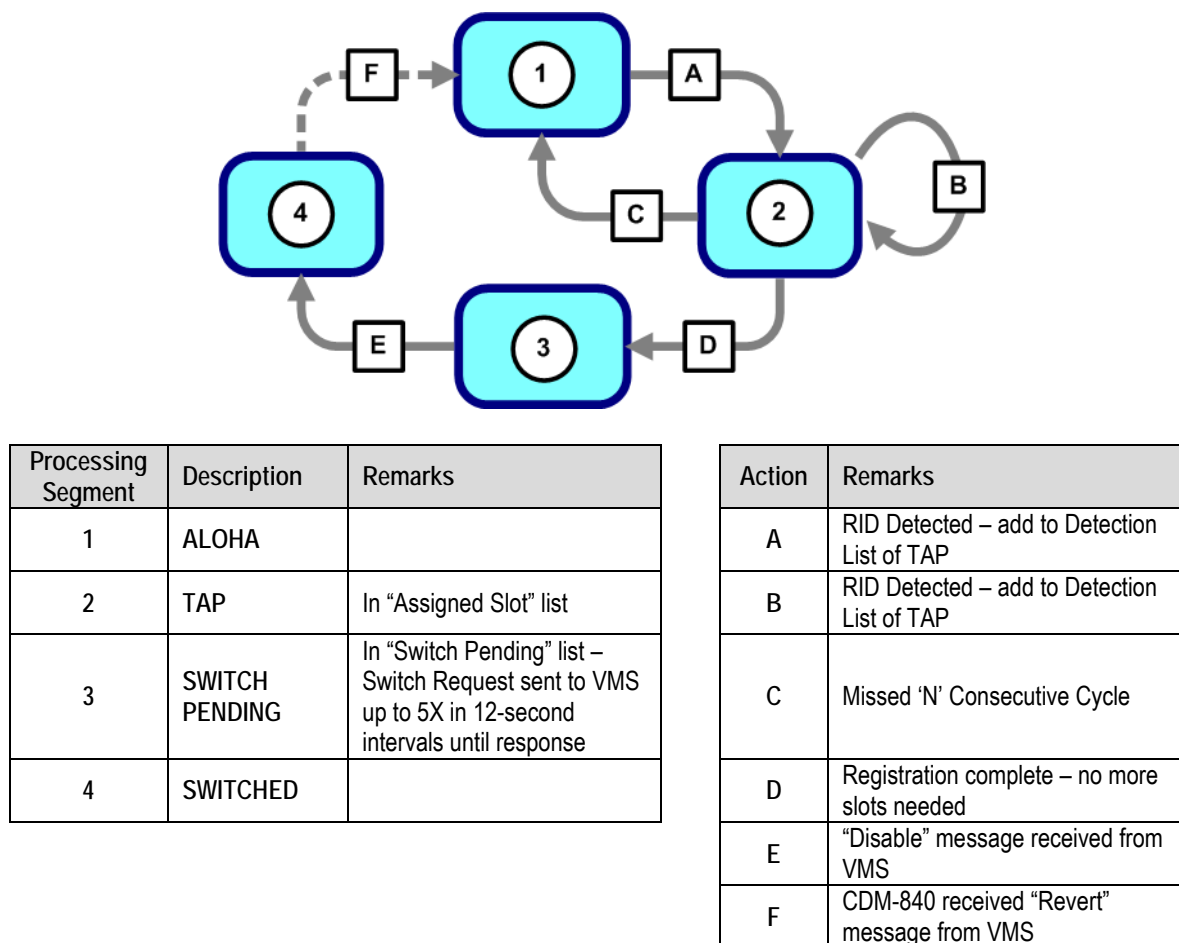 F
1
A
4
C
2
B
E
3
D
Processing
Segment
Description
Remarks
1
ALOHA
2
TAP
In “Assigned Slot” list
3
SWITCH
PENDING
In “Switch Pending” list –
Switch Request sent to VMS
up to 5X in 12-second
intervals until response
4
SWITCHED
Action
Remarks
A
RID Detected – add to Detection
List of TAP
B
RID Detected – add to Detection
List of TAP
C
Missed ‘N’ Consecutive Cycle
D
Registration complete – no more
slots needed
E
“Disable” message received from
VMS
F
CDM-840 received “Revert”
message from VMS